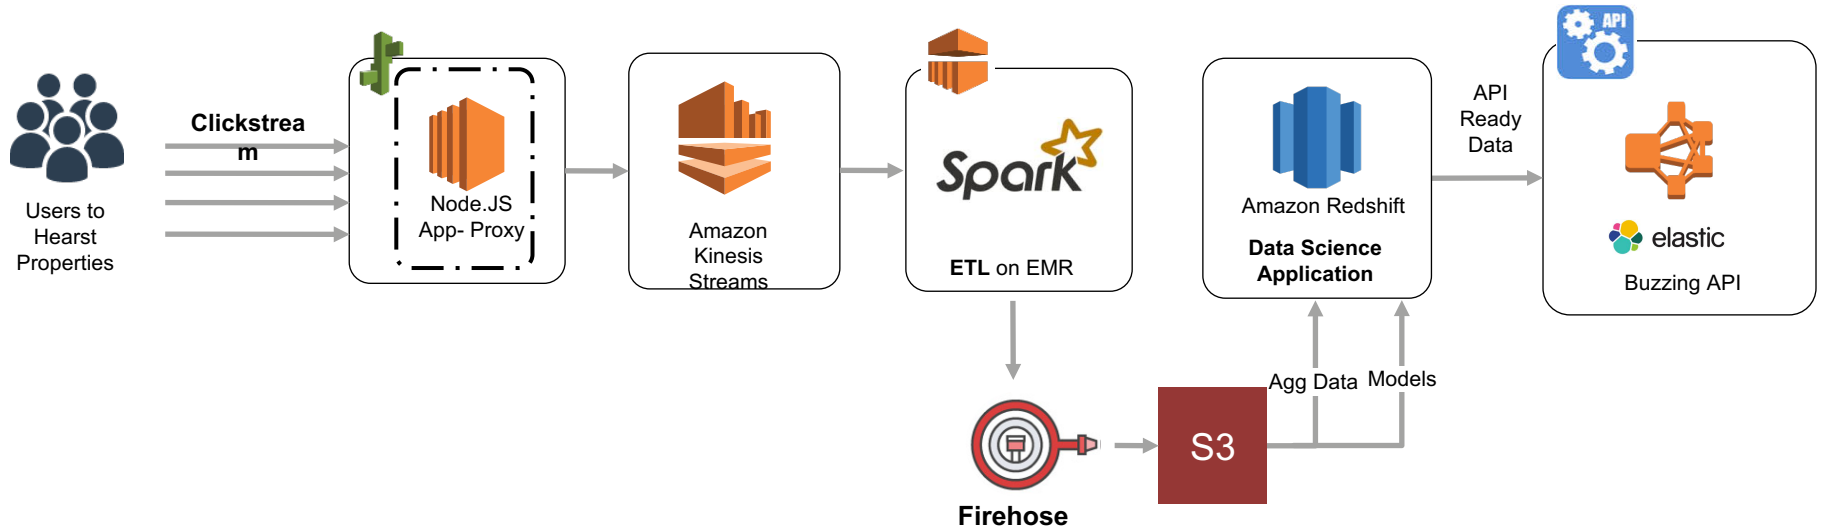 Users to
Hearst
Properties
Clickstrea
m
Node.JS
App- Proxy
Amazon
Kinesis
Streams
Spark
ETL on EMR
Firehose
S3
Agg Data
Models
Amazon Redshift
Data Science
Application
API
Ready
Data
API
elastic
Buzzing API